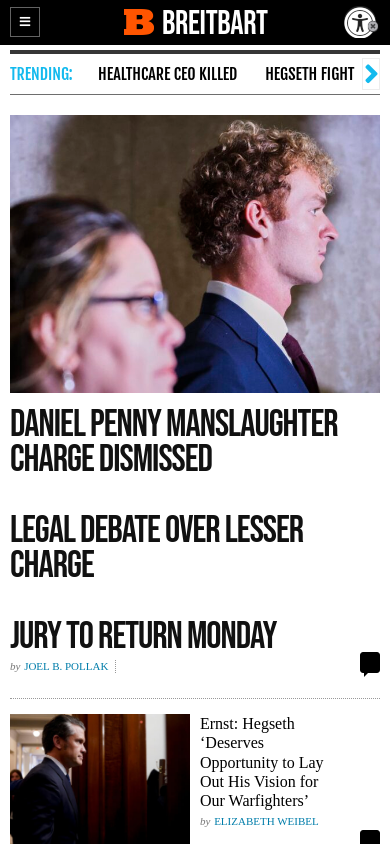 BREITBART
TRENDING: HEALTHCARE CEO KILLED HEGSETH FIGHT
DANIEL PENNY MANSLAUGHTER
CHARGE DISMISSED
LEGAL DEBATE OVER LESSER
CHARGE
JURY TO RETURN MONDAY
by JOEL B. POLLAK
Ernst: Hegseth
‘Deserves
Opportunity to Lay
Out His Vision for
Our Warfighters’
by ELIZABETH WEIBEL